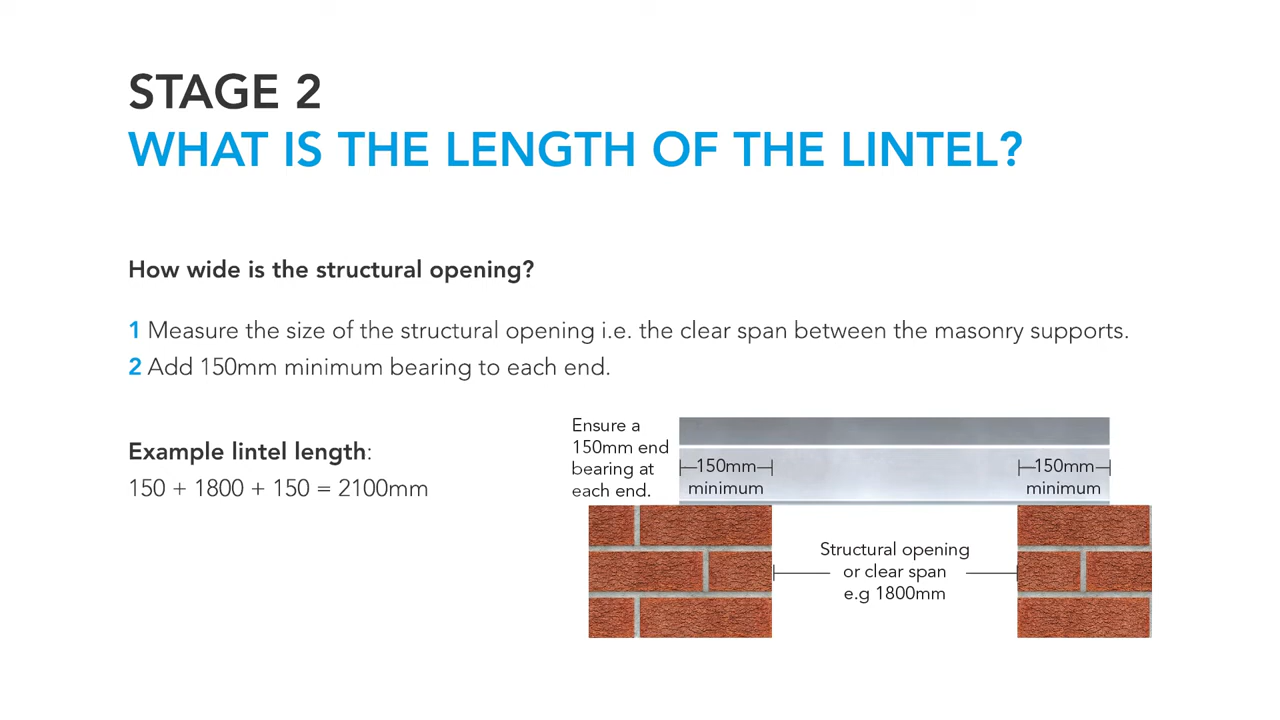 STAGE 2
WHAT IS THE LENGTH OF THE LINTEL?
How wide is the structural opening?
1 Measure the size of the structural opening i.e. the clear span between the masonry supports.
2 Add 150mm minimum bearing to each end.
Example lintel length:
150 + 1800 + 150 = 2100mm
Ensure a
150mm end
bearing at
each end.
150mm
minimum
150mm
minimum
Structural opening
or clear span
e.g 1800mm